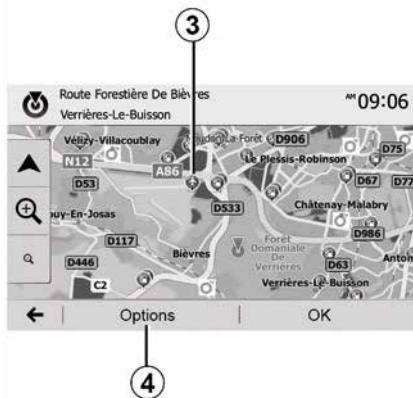 3
Route Forestière De Bièvres
Verrières-Le-Buisson
AM 09:06
Vélizy-Villacoublay
D906
D75
N12
A86
Le Plessis-Robinson
D53
D67
D77
D533
Châtenay-Malabry
ouy-En-Josas
D986
D117
Bièvres
Forêt
Domaniale
De
Verrières
D446
D63
Anton
C2
Verrières-Le-Buisson
Options
OK
4